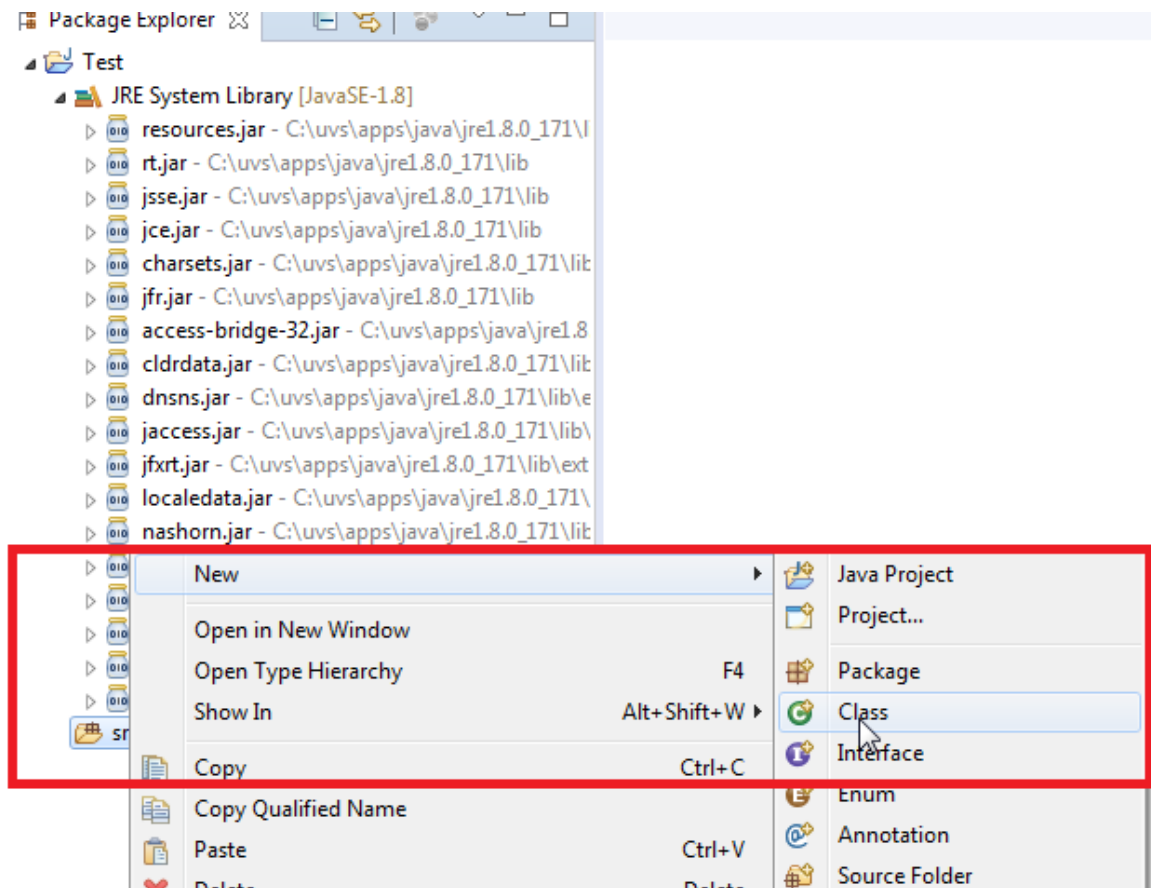 Package Explorer
Test
JRE System Library [JavaSE-1.8]
resources.jar - C:\uvs\apps\java\jre1.8.0_171\l
rt.jar - C:\uvs\apps\java\jre1.8.0_171\lib
jsse.jar - C:\uvs\apps\java\jre1.8.0_171\lib
jce.jar - C:\uvs\apps\java\jre1.8.0_171\lib
charsets.jar - C:\uvs\apps\java\jre1.8.0_171\lib
jfr.jar - C:\uvs\apps\java\jre1.8.0_171\lib
access-bridge-32.jar - C:\uvs\apps\java\jre1.8
cldrdata.jar - C:\uvs\apps\java\jre1.8.0_171\lib
dnsns.jar - C:\uvs\apps\java\jre1.8.0_171\lib\e
jaccess.jar - C:\uvs\apps\java\jre1.8.0_171\lib\
jfxrt.jar - C:\uvs\apps\java\jre1.8.0_171\lib\ext
localedata.jar - C:\uvs\apps\java\jre1.8.0_171\
nashorn.jar - C:\uvs\apps\java\jre1.8.0_171\lib
sr
New
Open in New Window
Open Type Hierarchy F4
Show In Alt+Shift+W
Copy Ctrl+C
Copy Qualified Name
Paste Ctrl+V
Delete Delete
Java Project
Project...
Package
Class
Interface
Enum
Annotation
Source Folder